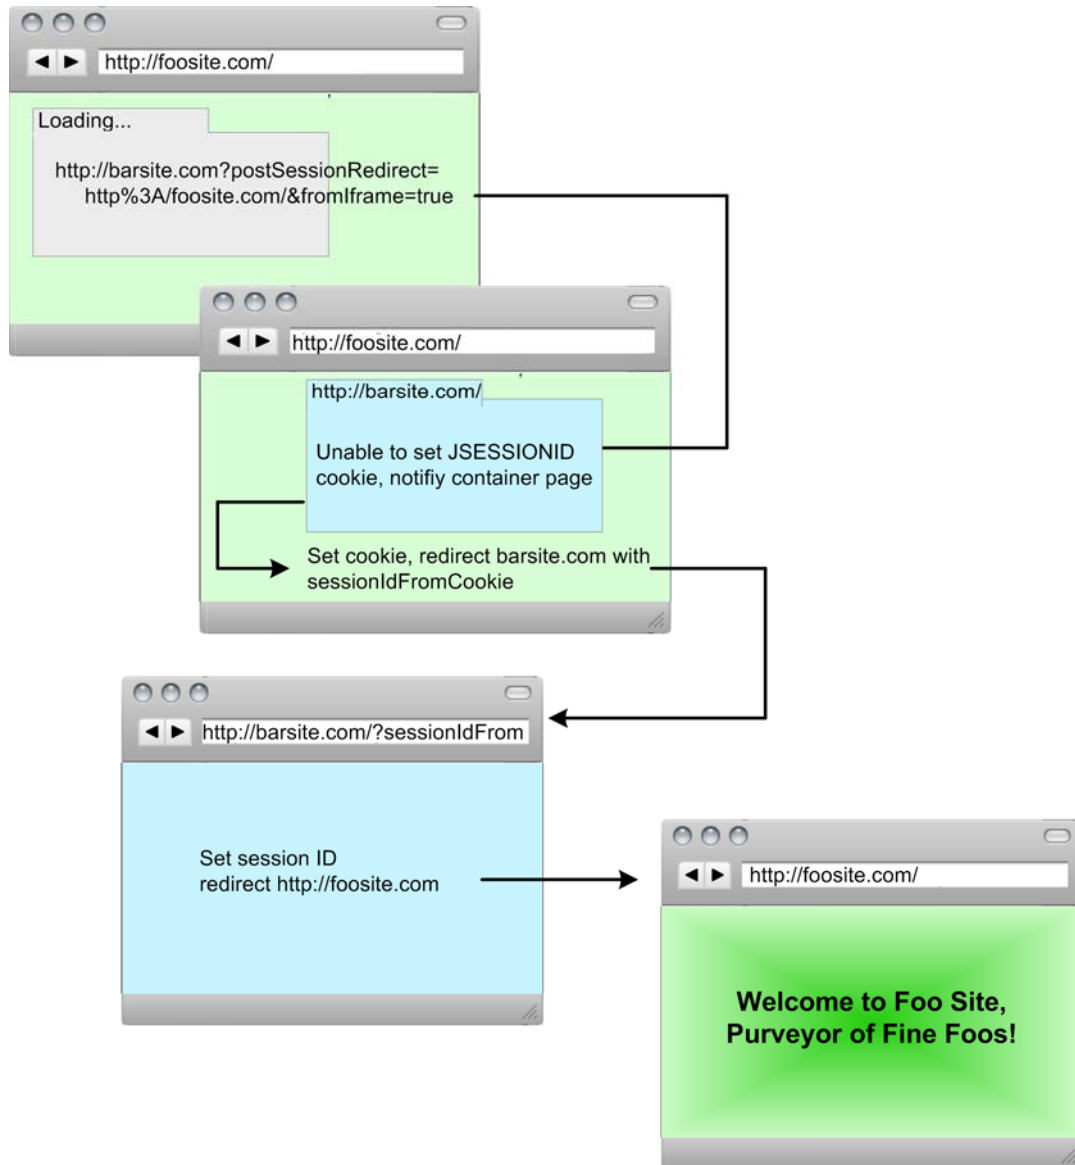 http://foosite.com/
Loading...
http://barsite.com?postSessionRedirect=
http%3A/foosite.com/&fromIframe=true
http://foosite.com/
http://barsite.com/
Unable to set JSESSIONID
cookie, notifiy container page
Set cookie, redirect barsite.com with
sessionIdFromCookie
http://barsite.com/?sessionIdFrom
Set session ID
redirect http://foosite.com
http://foosite.com/
Welcome to Foo Site,
Purveyor of Fine Foos!